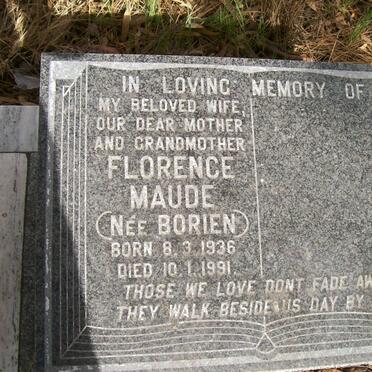 IN LOVING MEMORY OF
MY BELOVED WIFE,
OUR DEAR MOTHER
AND GRANDMOTHER
FLORENCE
MAUDE
(NÉE BORIEN)
BORN 8.3.1936
DIED 10.1.1991
THOSE WE LOVE DONT FADE AW
THEY WALK BESIDE US DAY BY